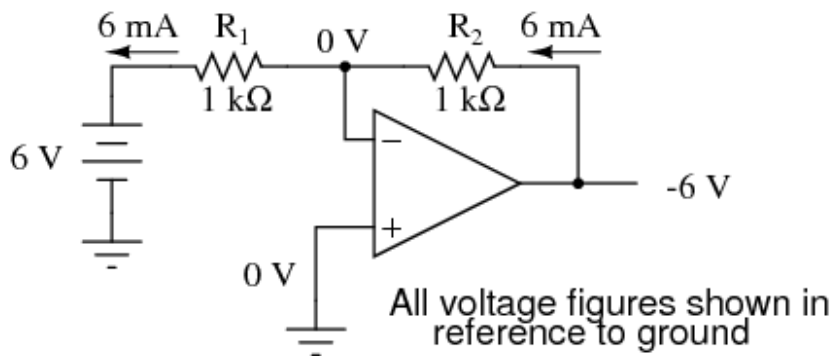 6 mA
R₁
0 V
R₂
6 mA
1 kΩ
1 kΩ
6 V
−
+
-6 V
0 V
All voltage figures shown in
reference to ground